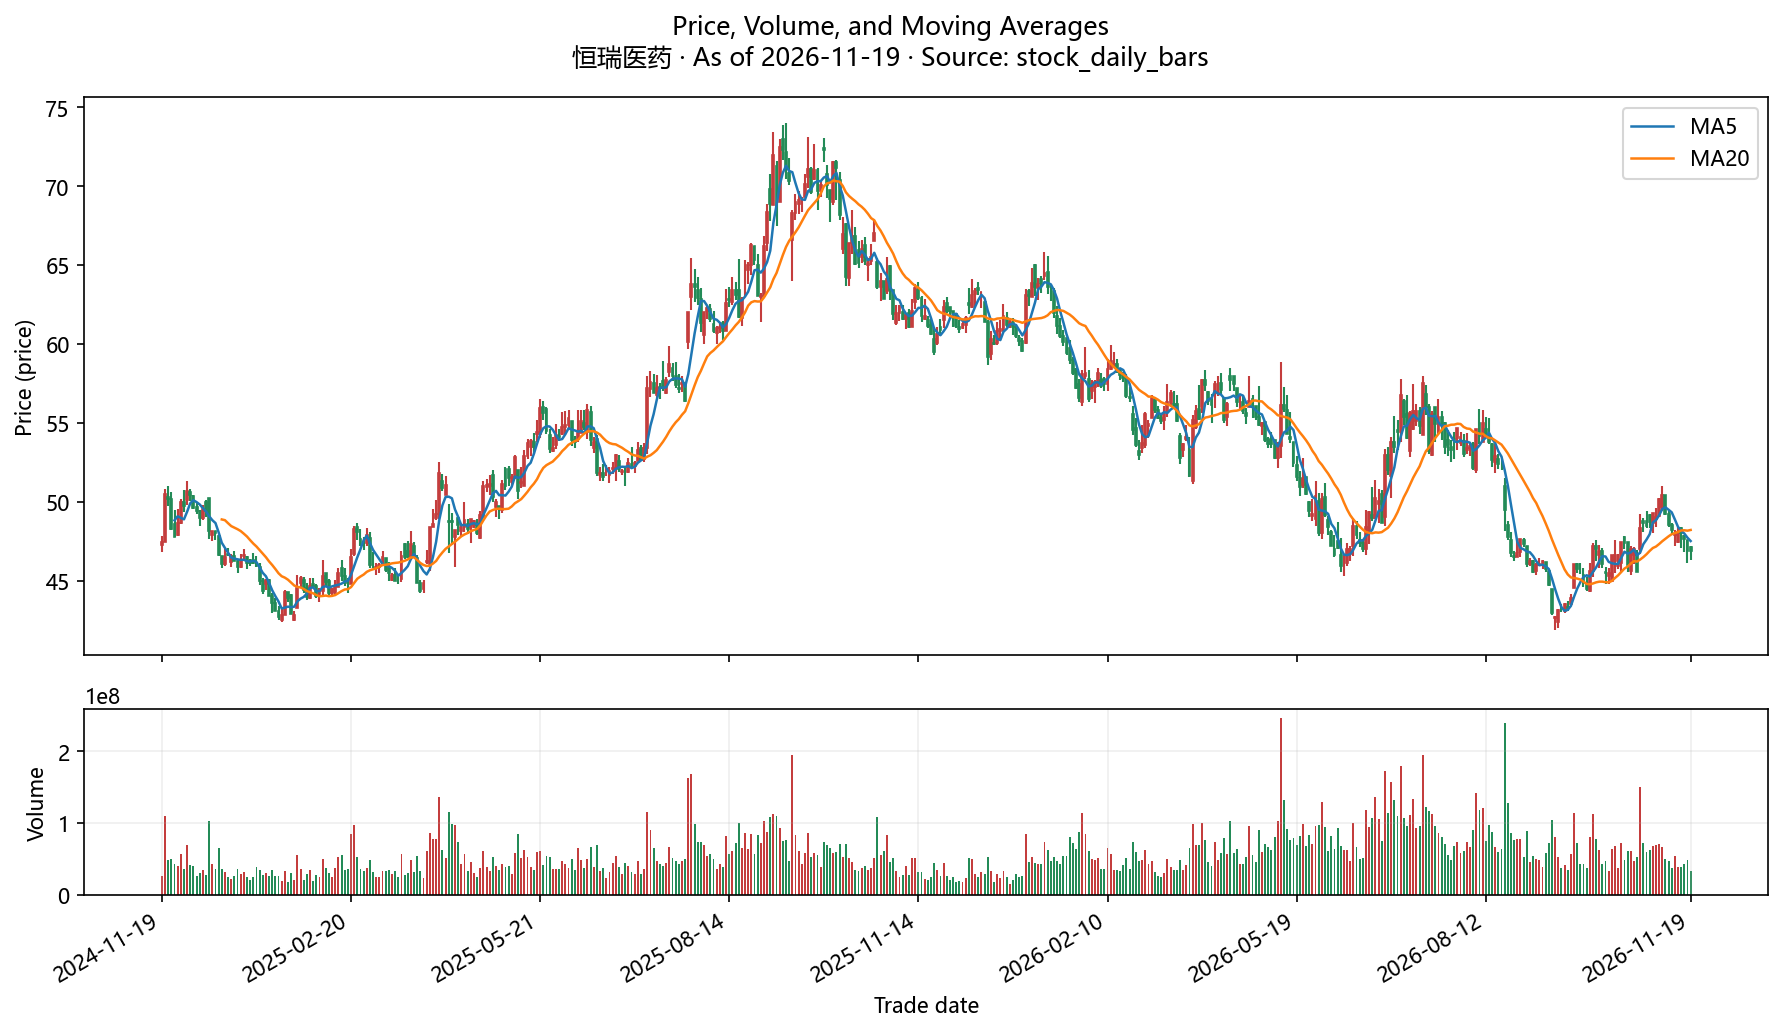 Price, Volume, and Moving Averages
恒瑞医药 · As of 2026-11-19 · Source: stock_daily_bars
MA5
MA20
Price (price)
75
70
65
60
55
50
45
1e8
Volume
2
1
0
2024-11-19
2025-02-20
2025-05-21
2025-08-14
2025-11-14
2026-02-10
2026-05-19
2026-08-12
2026-11-19
Trade date